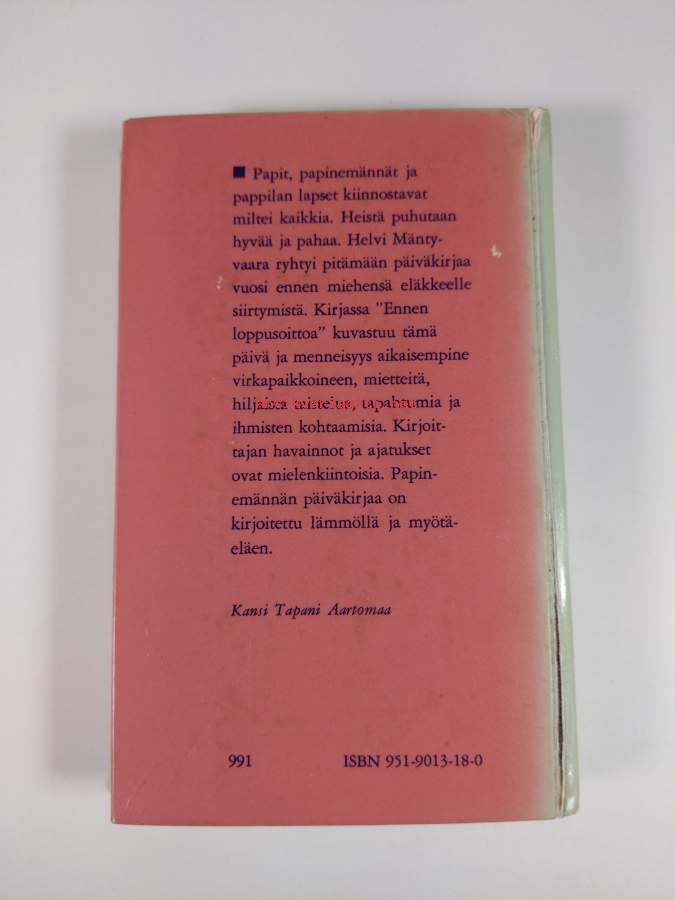 ■ Papit, papinemännät ja
pappilan lapset kiinnostavat
miltei kaikkia. Heistä puhutaan
hyvää ja pahaa. Helvi Mänty-
vaara ryhtyi pitämään päiväkirjaa
vuosi ennen miehensä eläkkeelle
siirtymistä. Kirjassa ”Ennen
loppusoittoa” kuvastuu tämä
päivä ja menneisyys aikaisempine
virkapaikkoineen, mietteitä,
hiljaista tapahtumia ja
ihmisten kohtaamisia. Kirjoit-
tajan havainnot ja ajatukset
ovat mielenkiintoisia. Papin-
emännän päiväkirjaa on
kirjoitettu lämmöllä ja myötä-
eläen.
Kansi Tapani Aartomaa
991 ISBN 951-9013-18-0